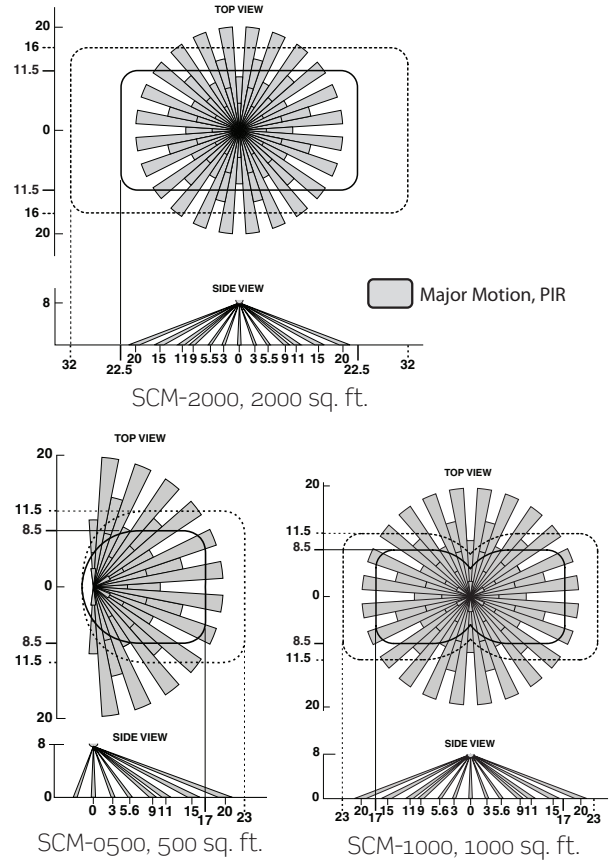 TOP VIEW
20
16
11.5
0
11.5
16
20
SIDE VIEW
8
Major Motion, PIR
20 15 11 9 5.5 3 0 3 5.5 9 11 15 20
32 22.5 22.5 32
SCM-2000, 2000 sq. ft.
TOP VIEW
20
11.5
8.5
0
8.5
11.5
20
SIDE VIEW
8
0
0 3 5.6 9 11 15 20
17 23
SCM-0500, 500 sq. ft.
TOP VIEW
20
11.5
8.5
0
8.5
11.5
20
SIDE VIEW
8
0
20 15 11 9 5.6 3 0 3 5.6 9 11 15 20
23 17 17 23
SCM-1000, 1000 sq. ft.